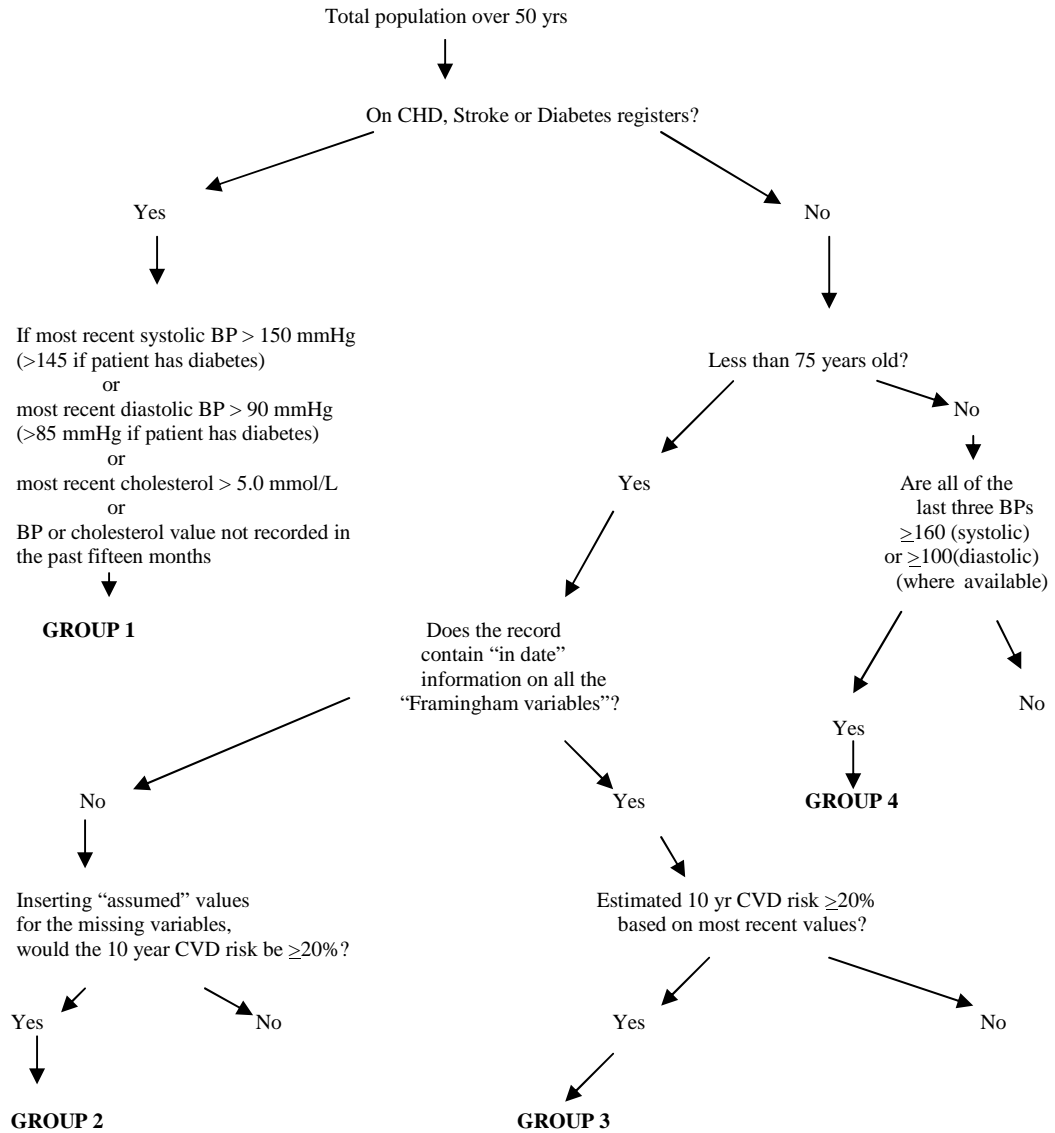 Total population over 50 yrs
On CHD, Stroke or Diabetes registers?
Yes
No
If most recent systolic BP > 150 mmHg
(>145 if patient has diabetes)
or
most recent diastolic BP > 90 mmHg
(>85 mmHg if patient has diabetes)
or
most recent cholesterol > 5.0 mmol/L
or
BP or cholesterol value not recorded in
the past fifteen months
GROUP 1
Less than 75 years old?
Yes
No
Are all of the
last three BPs
≥160 (systolic)
or ≥100(diastolic)
(where available)
Yes
No
GROUP 4
Does the record
contain “in date”
information on all the
“Framingham variables”?
No
Yes
Inserting “assumed” values
for the missing variables,
would the 10 year CVD risk be ≥20%?
Yes
No
GROUP 2
Estimated 10 yr CVD risk ≥20%
based on most recent values?
Yes
No
GROUP 3